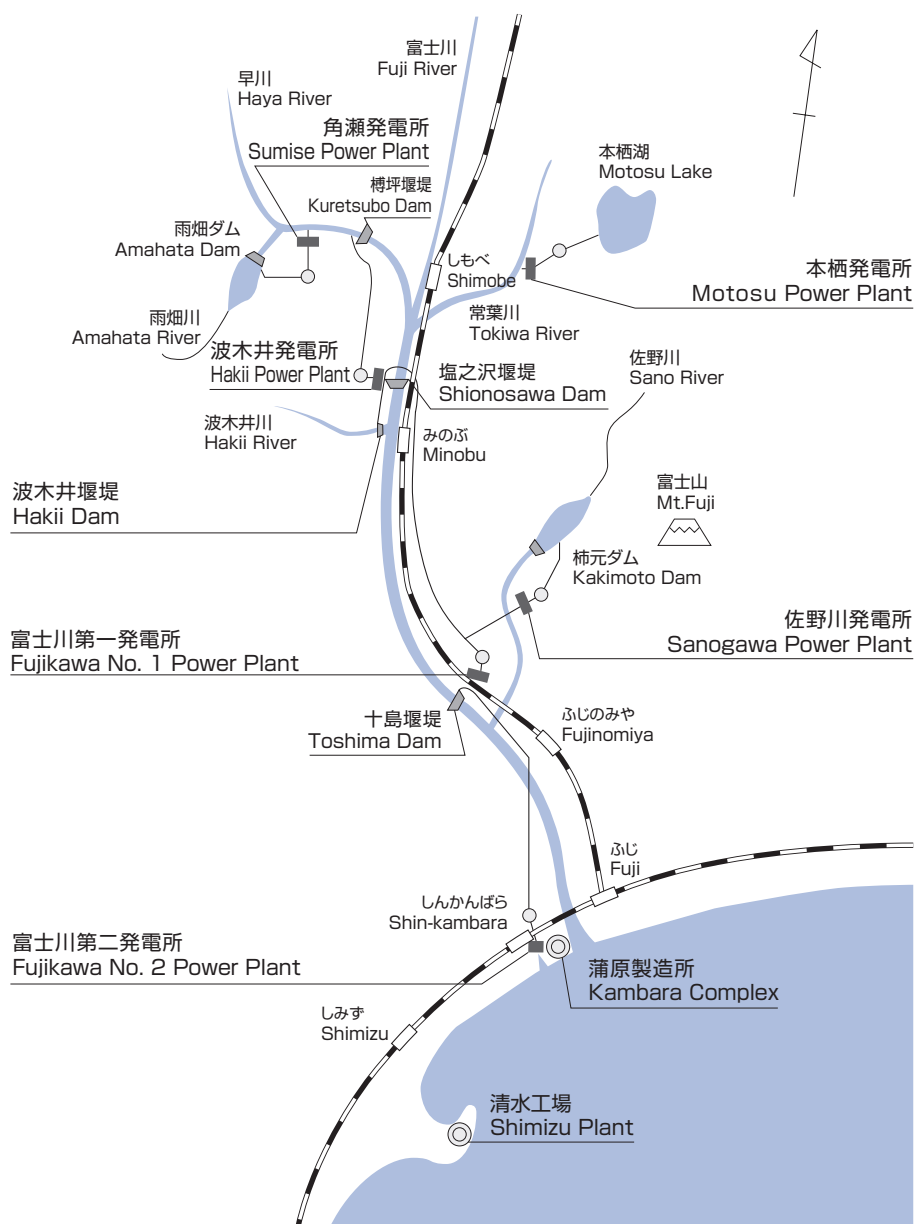 富士川
Fuji River
早川
Haya River
角瀬発電所
Sumise Power Plant
本栖湖
Motosu Lake
榑坪堰堤
Kuretsubo Dam
雨畑ダム
Amahata Dam
しもべ
Shimobe
本栖発電所
Motosu Power Plant
雨畑川
Amahata River
常葉川
Tokiwa River
波木井発電所
Hakii Power Plant
佐野川
Sano River
塩之沢堰堤
Shionosawa Dam
波木井川
Hakii River
みのぶ
Minobu
波木井堰堤
Hakii Dam
富士山
Mt.Fuji
柿元ダム
Kakimoto Dam
佐野川発電所
Sanogawa Power Plant
富士川第一発電所
Fujikawa No. 1 Power Plant
十島堰堤
Toshima Dam
ふじのみや
Fujinomiya
ふじ
Fuji
しんかんばら
Shin-kambara
富士川第二発電所
Fujikawa No. 2 Power Plant
蒲原製造所
Kambara Complex
しみず
Shimizu
清水工場
Shimizu Plant